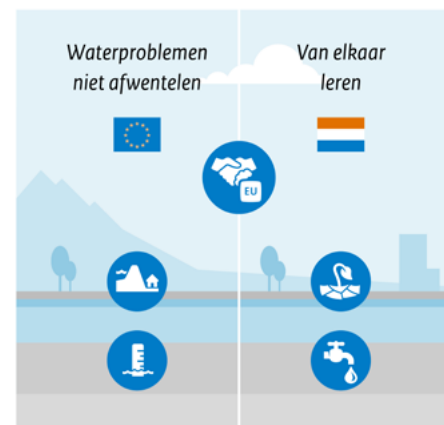 Waterproblemen
niet afwentelen
Van elkaar
leren
EU